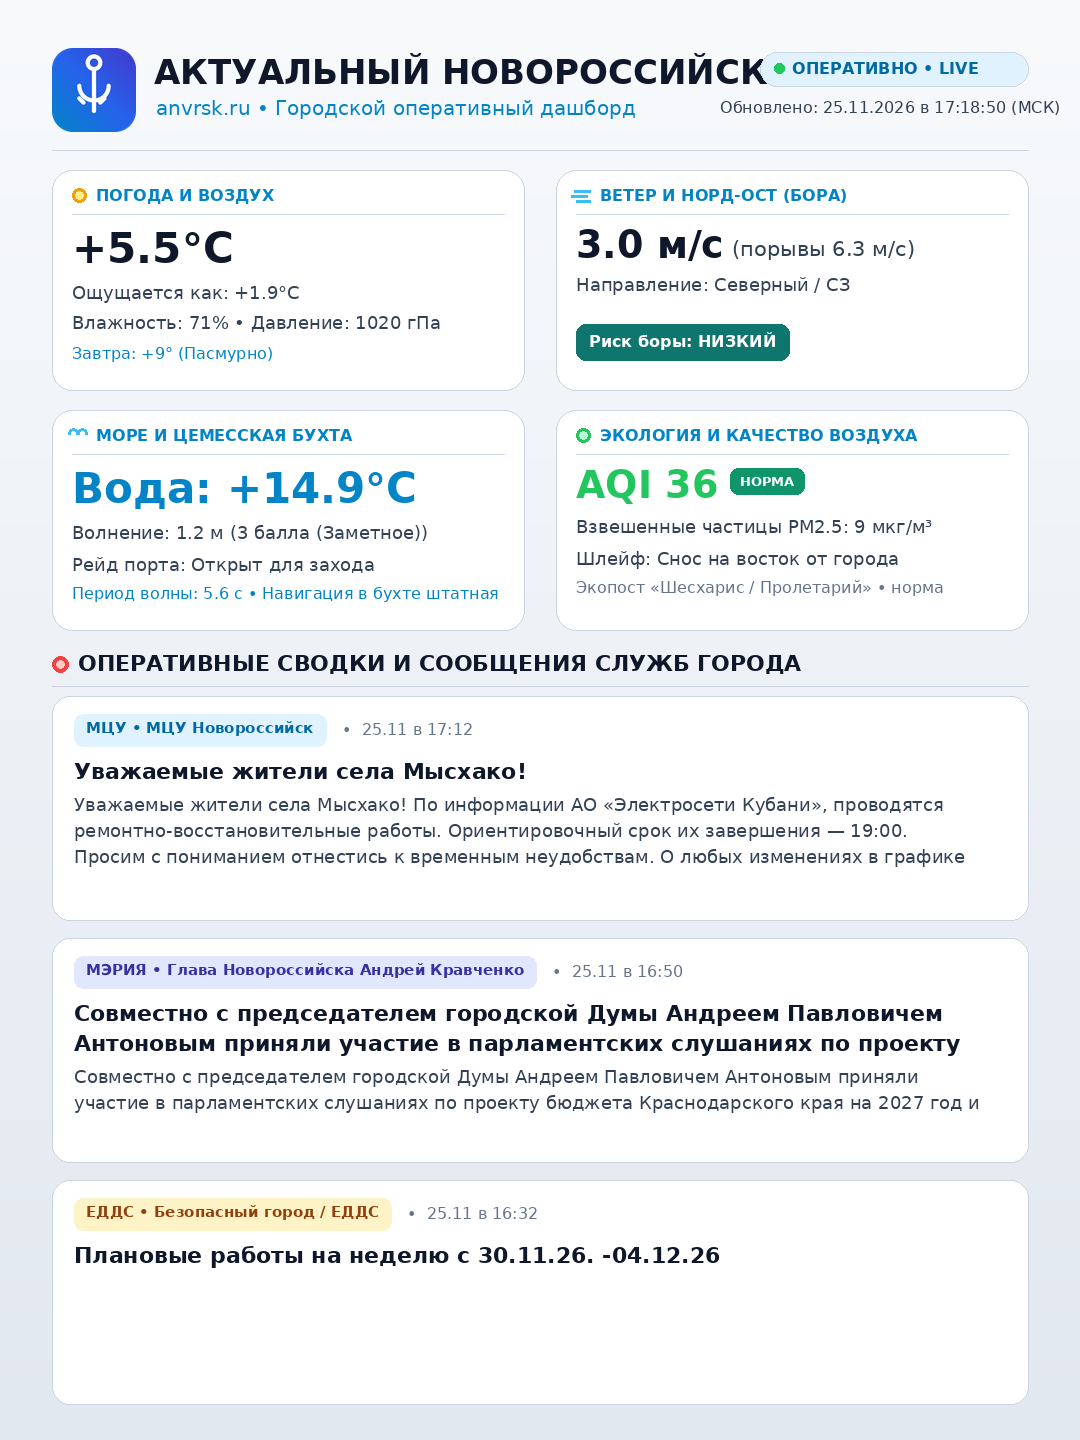 АКТУАЛЬНЫЙ НОВОРОССИЙСК
ОПЕРАТИВНО • LIVE
anvrsk.ru • Городской оперативный дашборд
Обновлено: 25.11.2026 в 17:18:50 (МСК)
ПОГОДА И ВОЗДУХ
+5.5°C
Ощущается как: +1.9°C
Влажность: 71% • Давление: 1020 гПа
Завтра: +9° (Пасмурно)
ВЕТЕР И НОРД-ОСТ (БОРА)
3.0 м/с (порывы 6.3 м/с)
Направление: Северный / СЗ
Риск боры: НИЗКИЙ
МОРЕ И ЦЕМЕССКАЯ БУХТА
Вода: +14.9°C
Волнение: 1.2 м (3 балла (Заметное))
Рейд порта: Открыт для захода
Период волны: 5.6 с • Навигация в бухте штатная
ЭКОЛОГИЯ И КАЧЕСТВО ВОЗДУХА
AQI 36 НОРМА
Взвешенные частицы PM2.5: 9 мкг/м³
Шлейф: Снос на восток от города
Экопост «Шесхарис / Пролетарий» • норма
ОПЕРАТИВНЫЕ СВОДКИ И СООБЩЕНИЯ СЛУЖБ ГОРОДА
МЦУ • МЦУ Новороссийск • 25.11 в 17:12
Уважаемые жители села Мысхако!
Уважаемые жители села Мысхако! По информации АО «Электросети Кубани», проводятся
ремонтно-восстановительные работы. Ориентировочный срок их завершения — 19:00.
Просим с пониманием отнестись к временным неудобствам. О любых изменениях в графике
МЭРИЯ • Глава Новороссийска Андрей Кравченко • 25.11 в 16:50
Совместно с председателем городской Думы Андреем Павловичем
Антоновым приняли участие в парламентских слушаниях по проекту
Совместно с председателем городской Думы Андреем Павловичем Антоновым приняли
участие в парламентских слушаниях по проекту бюджета Краснодарского края на 2027 год и
ЕДДС • Безопасный город / ЕДДС • 25.11 в 16:32
Плановые работы на неделю с 30.11.26. -04.12.26